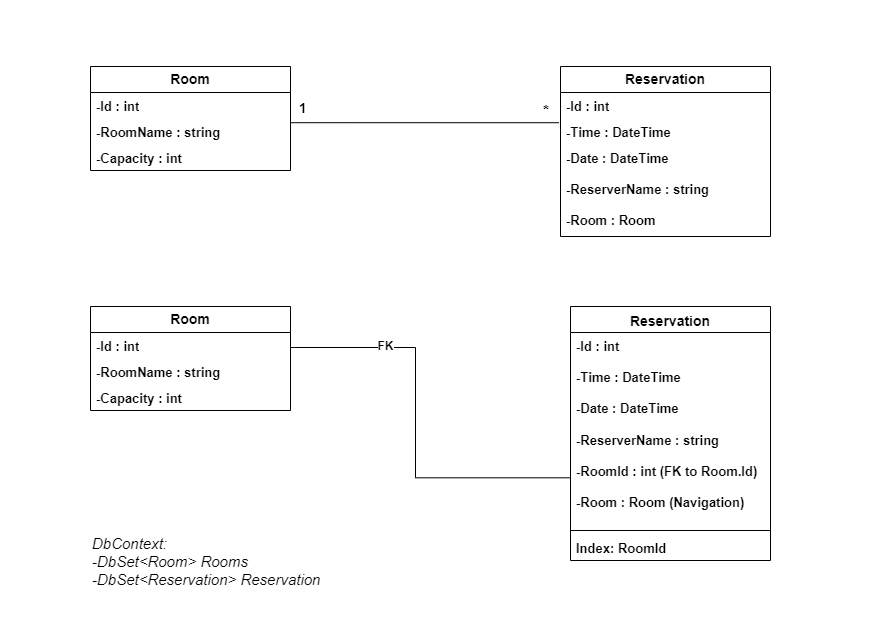 Room
-Id : int
-RoomName : string
-Capacity : int
1
*
Reservation
-Id : int
-Time : DateTime
-Date : DateTime
-ReserverName : string
-Room : Room
Room
-Id : int
-RoomName : string
-Capacity : int
FK
Reservation
-Id : int
-Time : DateTime
-Date : DateTime
-ReserverName : string
-RoomId : int (FK to Room.Id)
-Room : Room (Navigation)
Index: RoomId
DbContext:
-DbSet<Room> Rooms
-DbSet<Reservation> Reservation